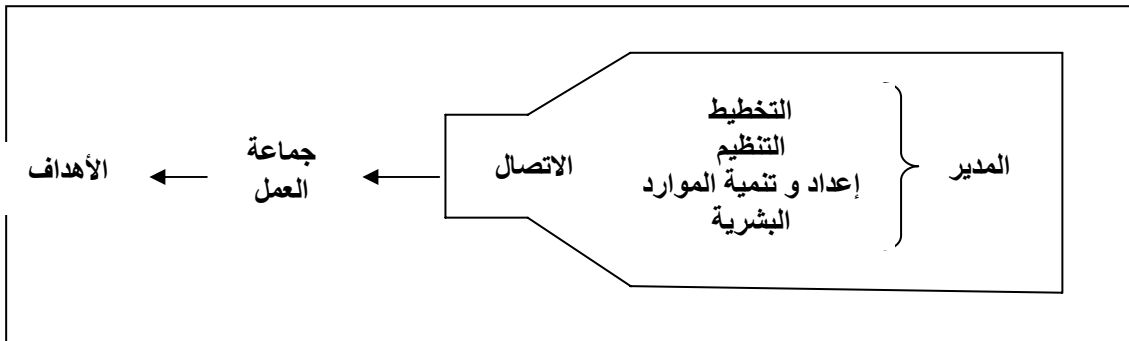 المدير
التخطيط
التنظيم
إعداد و تنمية الموارد
البشرية
الاتصال
جماعة
العمل
الأهداف